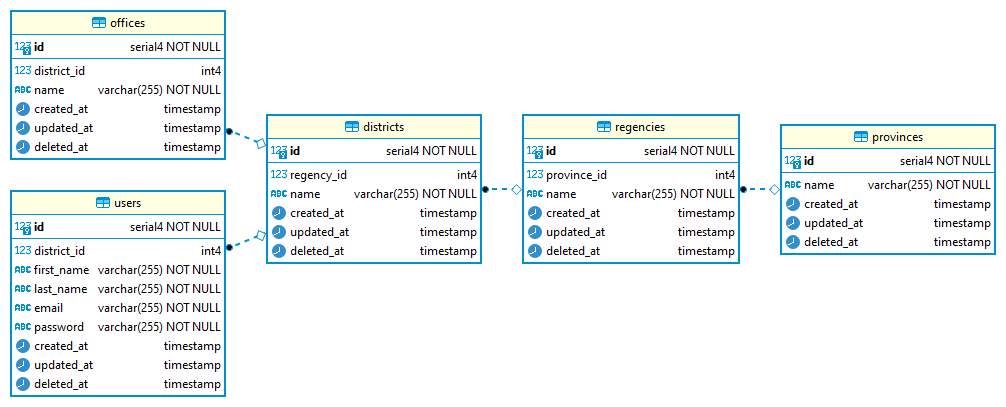 offices
123 id serial4 NOT NULL
123 district_id int4
ABC name varchar(255) NOT NULL
created_at timestamp
updated_at timestamp
deleted_at timestamp
users
123 id serial4 NOT NULL
123 district_id int4
ABC first_name varchar(255) NOT NULL
ABC last_name varchar(255) NOT NULL
ABC email varchar(255) NOT NULL
ABC password varchar(255) NOT NULL
created_at timestamp
updated_at timestamp
deleted_at timestamp
districts
123 id serial4 NOT NULL
123 regency_id int4
ABC name varchar(255) NOT NULL
created_at timestamp
updated_at timestamp
deleted_at timestamp
regencies
123 id serial4 NOT NULL
123 province_id int4
ABC name varchar(255) NOT NULL
created_at timestamp
updated_at timestamp
deleted_at timestamp
provinces
123 id serial4 NOT NULL
ABC name varchar(255) NOT NULL
created_at timestamp
updated_at timestamp
deleted_at timestamp